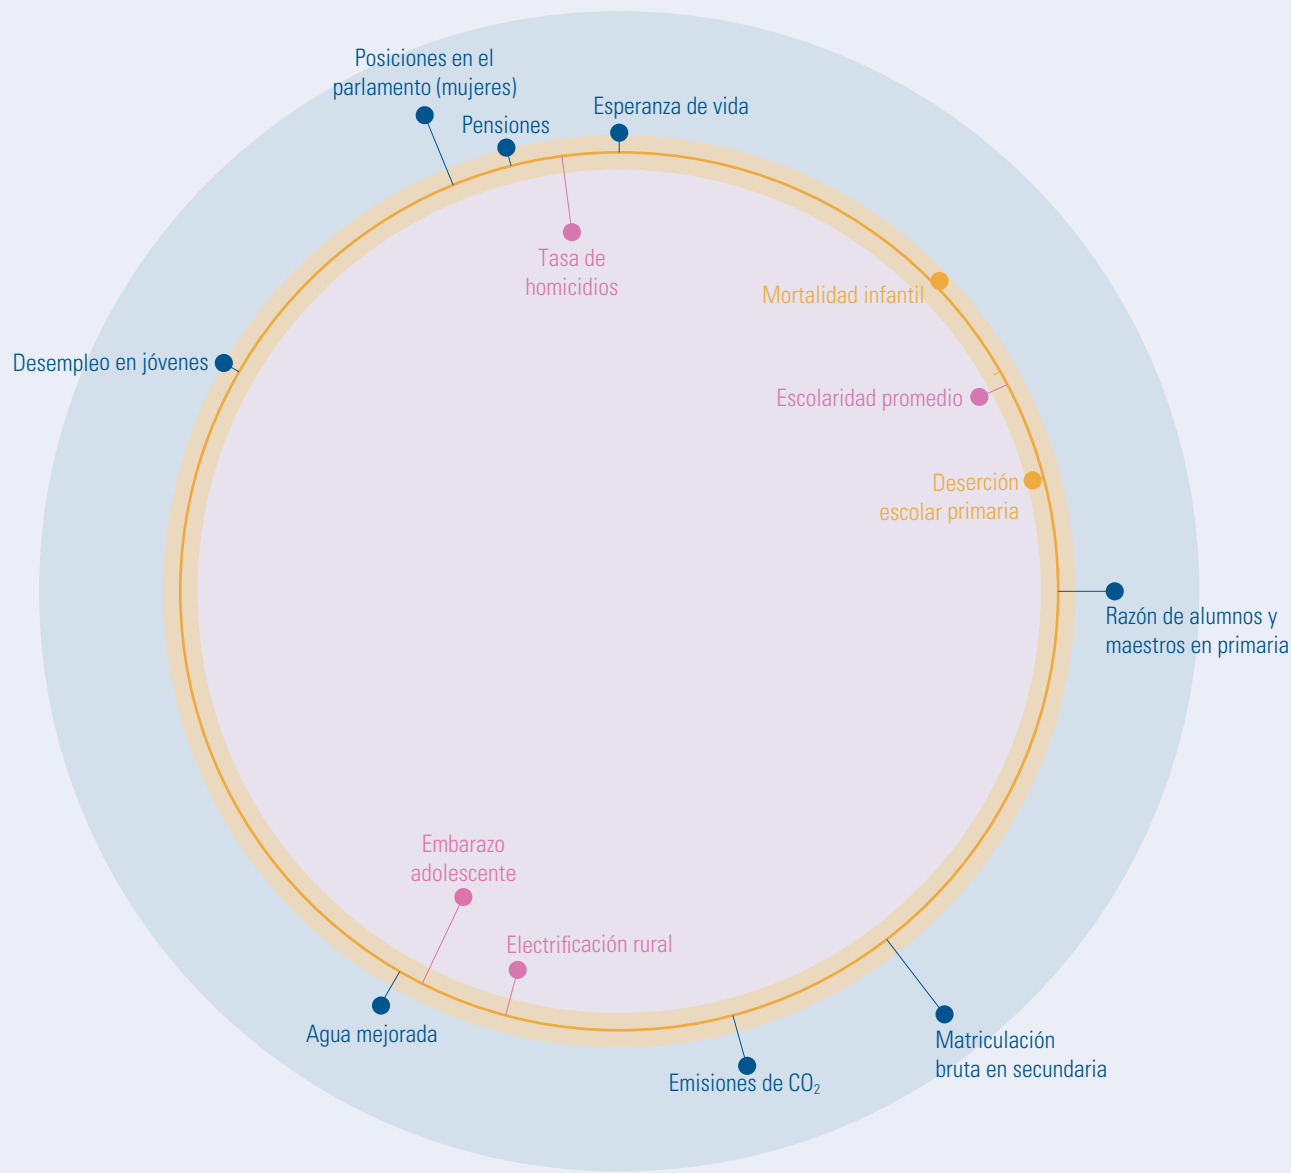 Posiciones en el
parlamento (mujeres)
Pensiones
Esperanza de vida
Tasa de
homicidios
Mortalidad infantil
Desempleo en jóvenes
Escolaridad promedio
Deserción
escolar primaria
Razón de alumnos y
maestros en primaria
Embarazo
adolescente
Electrificación rural
Agua mejorada
Matriculación
bruta en secundaria
Emisiones de CO₂